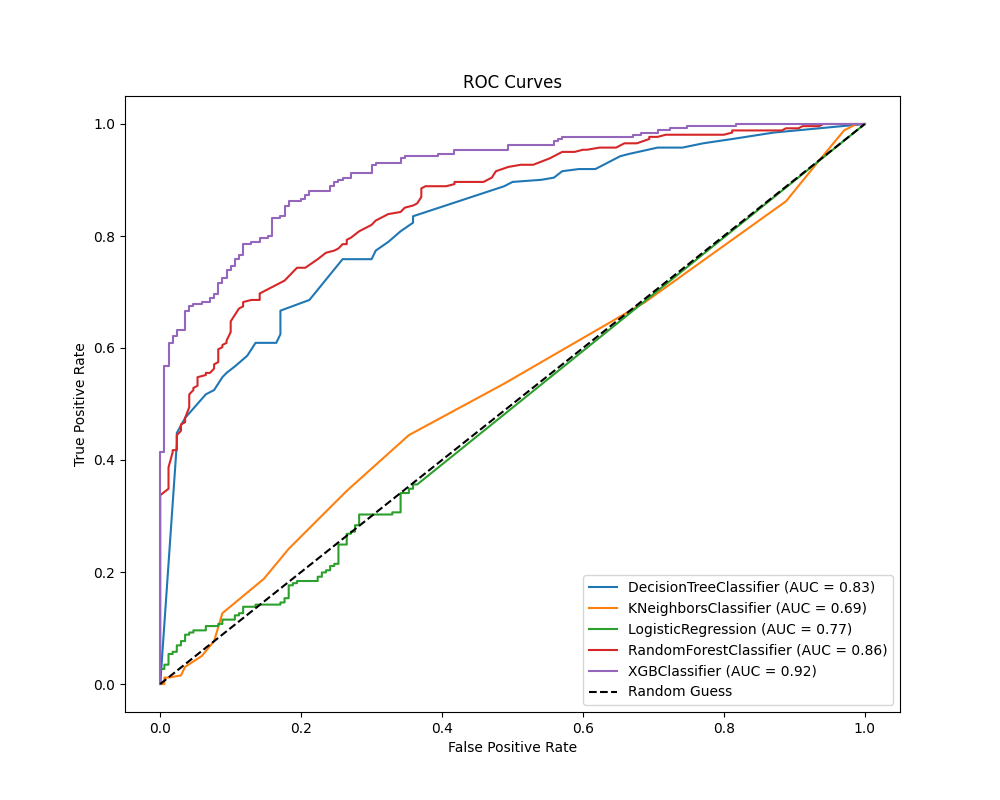 ROC Curves
True Positive Rate
1.0
0.8
0.6
0.4
0.2
0.0
DecisionTreeClassifier (AUC = 0.83)
KNeighborsClassifier (AUC = 0.69)
LogisticRegression (AUC = 0.77)
RandomForestClassifier (AUC = 0.86)
XGBClassifier (AUC = 0.92)
Random Guess
0.0 0.2 0.4 0.6 0.8 1.0
False Positive Rate